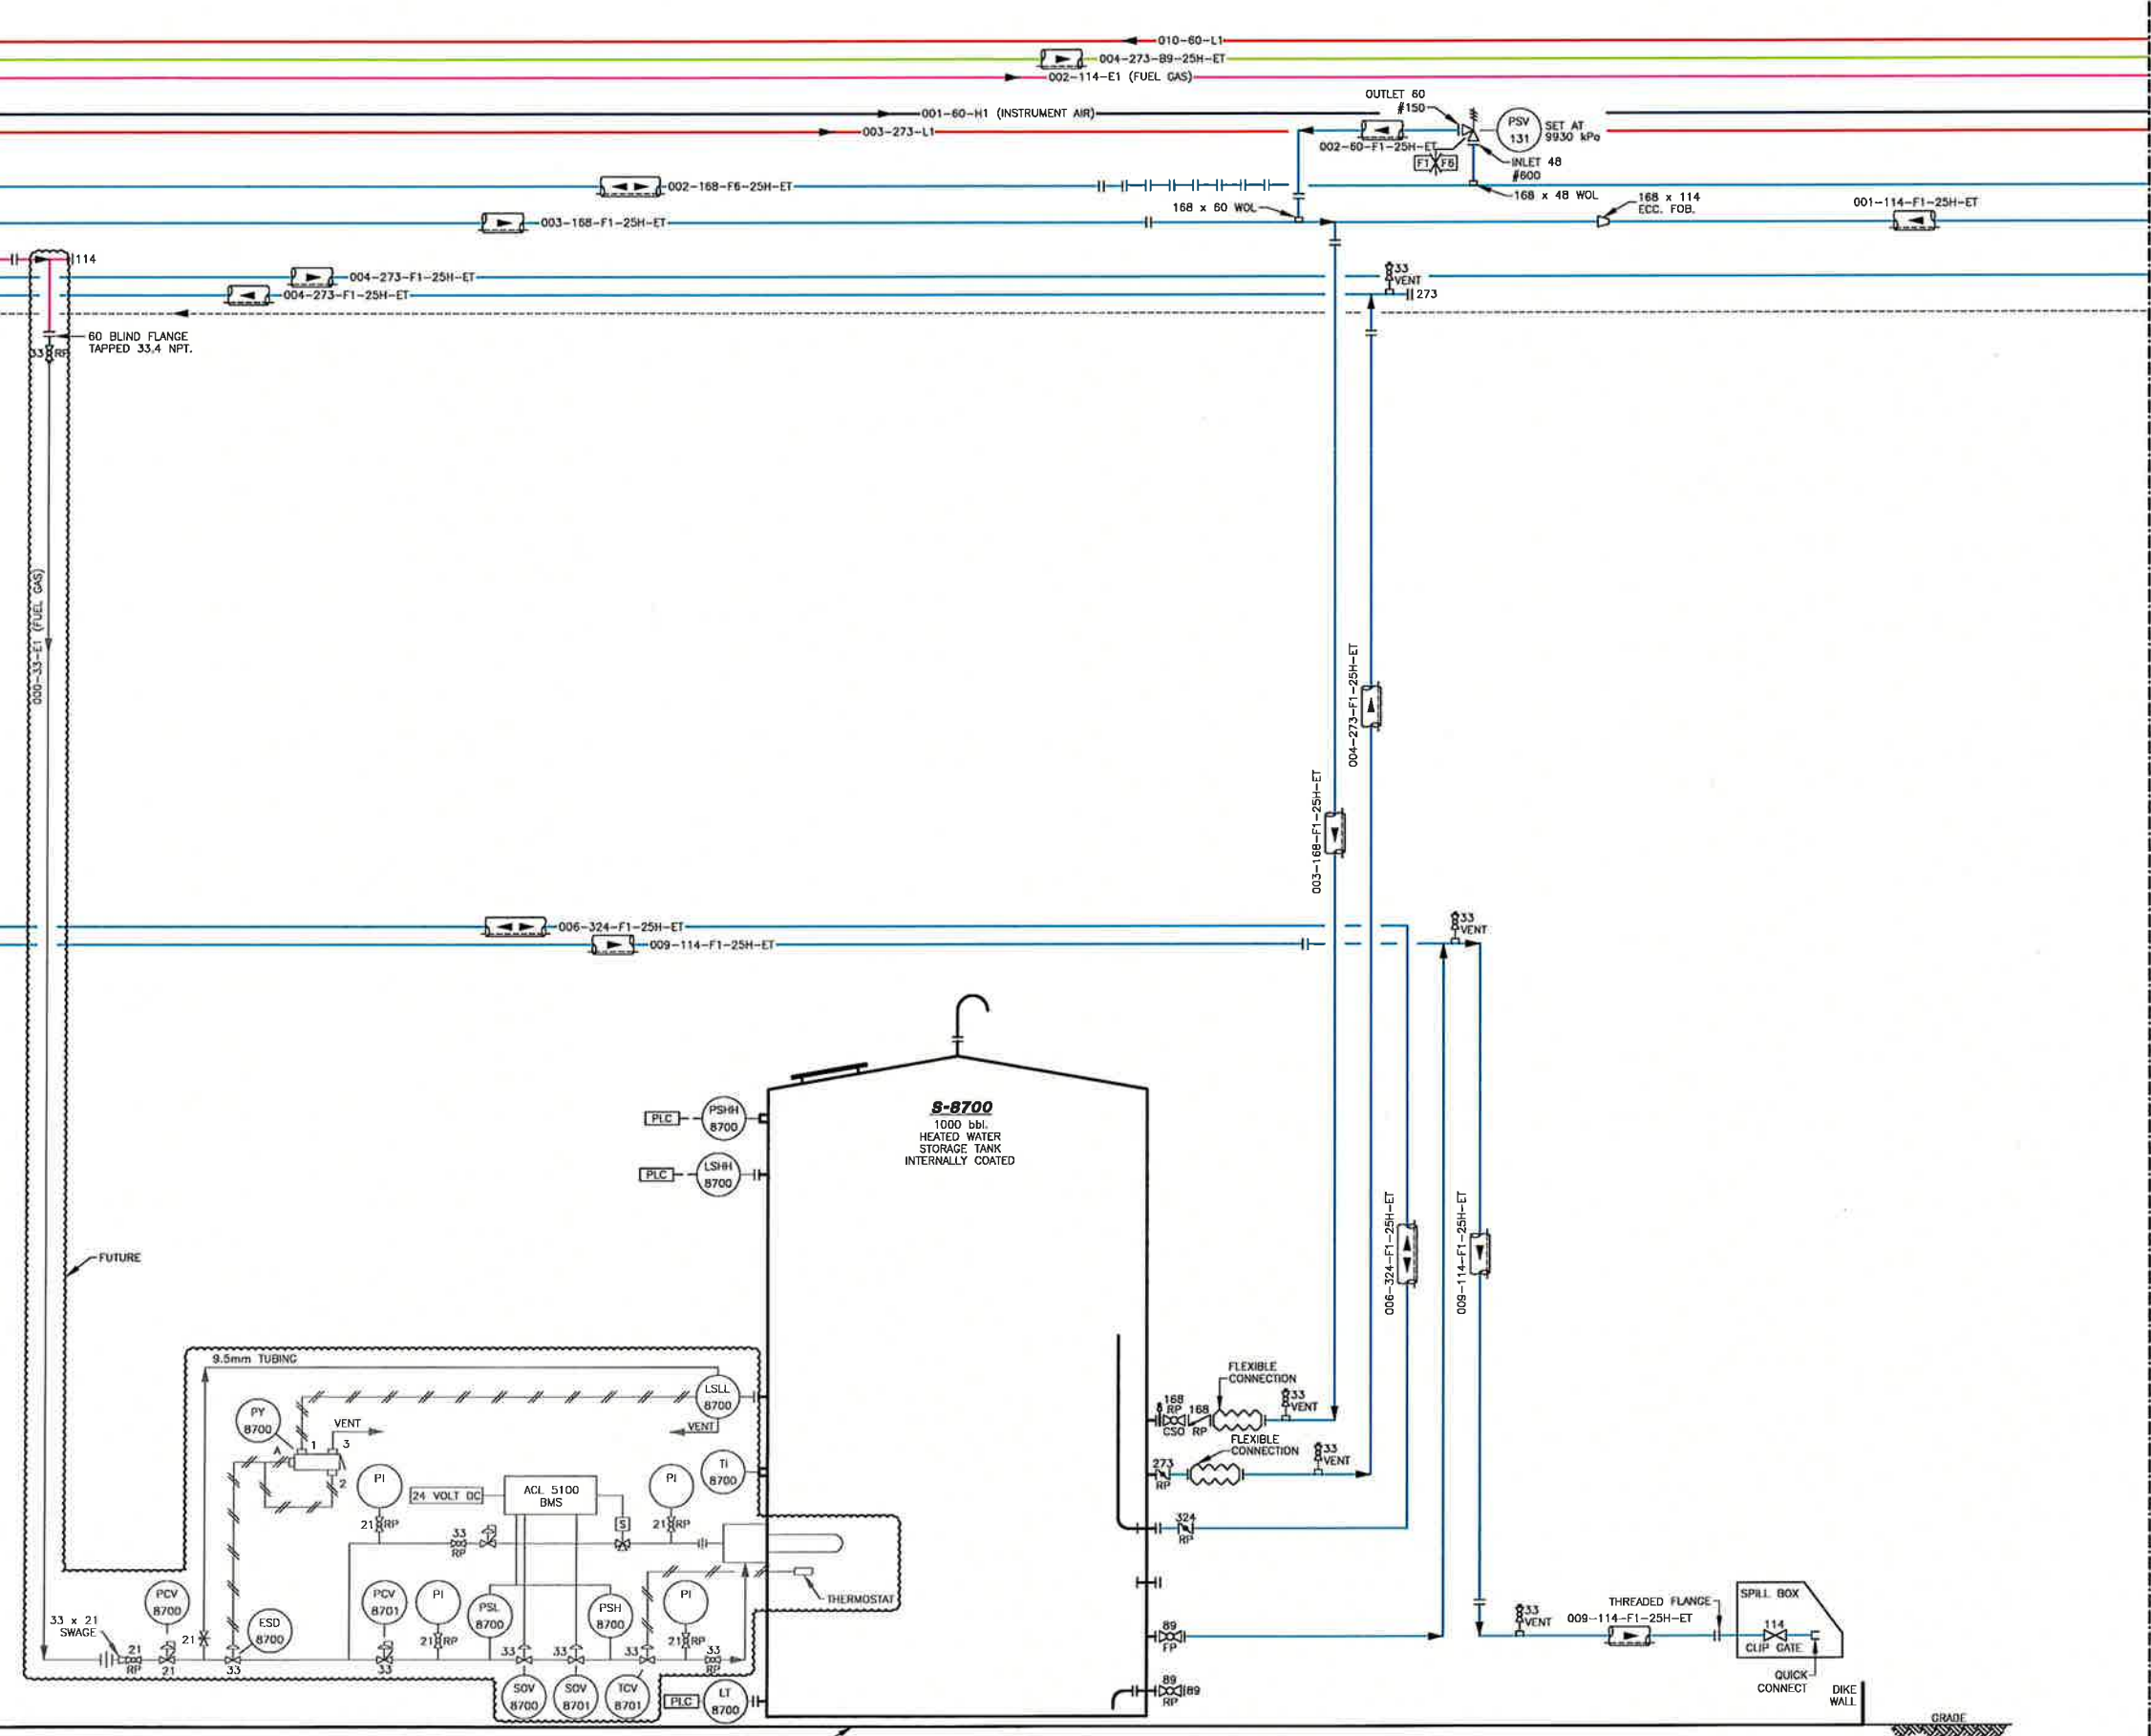 010-60-L1
004-273-B9-25H-ET
002-114-E1 (FUEL GAS)
OUTLET 60
#150
001-60-H1 (INSTRUMENT AIR)
003-273-L1
PSV
131
SET AT
9930 kPa
002-60-F1-25H-ET
F1
F6
INLET 48
#600
002-168-F6-25H-ET
168 x 48 WOL
168 x 60 WOL
168 x 114
ECC. FOB.
001-114-F1-25H-ET
003-168-F1-25H-ET
114
004-273-F1-25H-ET
33
VENT
004-273-F1-25H-ET
273
60 BLIND FLANGE
TAPPED 33.4 NPT.
33
RP
000-33-E1 (FUEL GAS)
004-273-F1-25H-ET
003-168-F1-25H-ET
006-324-F1-25H-ET
009-114-F1-25H-ET
33
VENT
S-8700
1000 bbl.
HEATED WATER
STORAGE TANK
INTERNALLY COATED
PLC
PSHH
8700
PLC
LSHH
8700
006-324-F1-25H-ET
009-114-F1-25H-ET
FUTURE
9.5mm TUBING
LSLL
8700
VENT
PY
8700
VENT
A
1
3
2
TI
8700
PI
21
RP
24 VOLT DC
ACL 5100
BMS
S
PI
21
RP
33
RP
THERMOSTAT
FLEXIBLE
CONNECTION
168
RP
CSO
168
RP
33
VENT
FLEXIBLE
CONNECTION
273
RP
33
VENT
324
RP
33 x 21
SWAGE
21
RP
PCV
8700
21
21
ESD
8700
33
PCV
8701
33
PI
21
RP
PSL
8700
33
33
PSH
8700
33
PI
21
RP
33
RP
SOV
8700
SOV
8701
TCV
8701
PLC
LT
8700
89
FP
89
RP
89
33
VENT
THREADED FLANGE
009-114-F1-25H-ET
SPILL BOX
114
CLIP GATE
QUICK
CONNECT
DIKE
WALL
GRADE